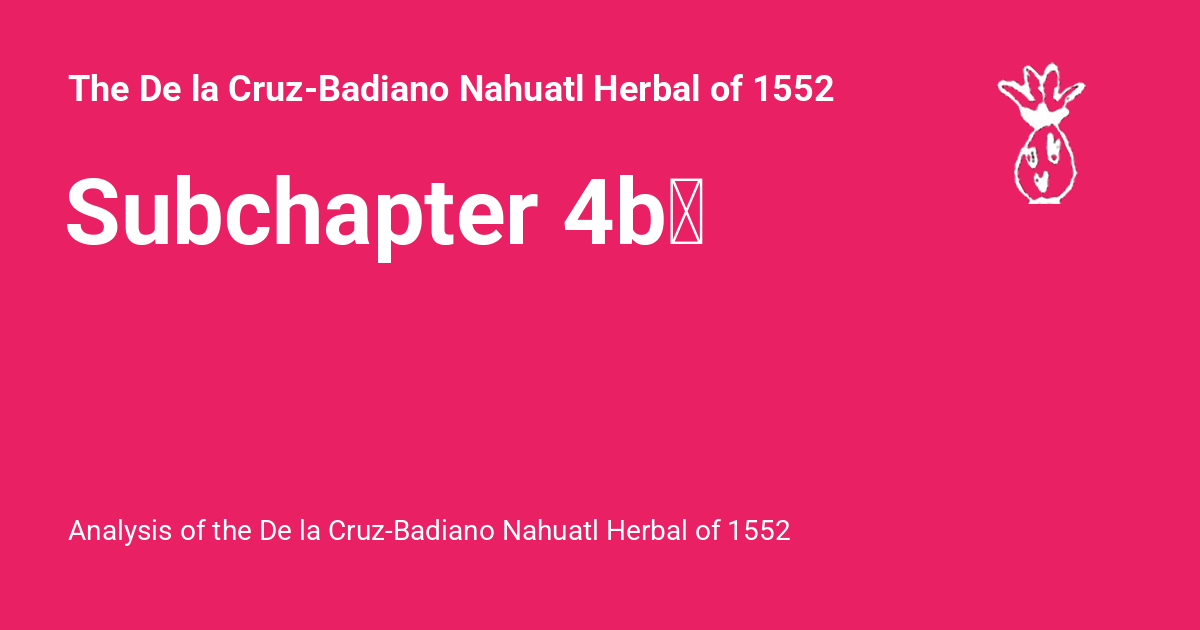 The De la Cruz-Badiano Nahuatl Herbal of 1552
Subchapter 4b
Analysis of the De la Cruz-Badiano Nahuatl Herbal of 1552